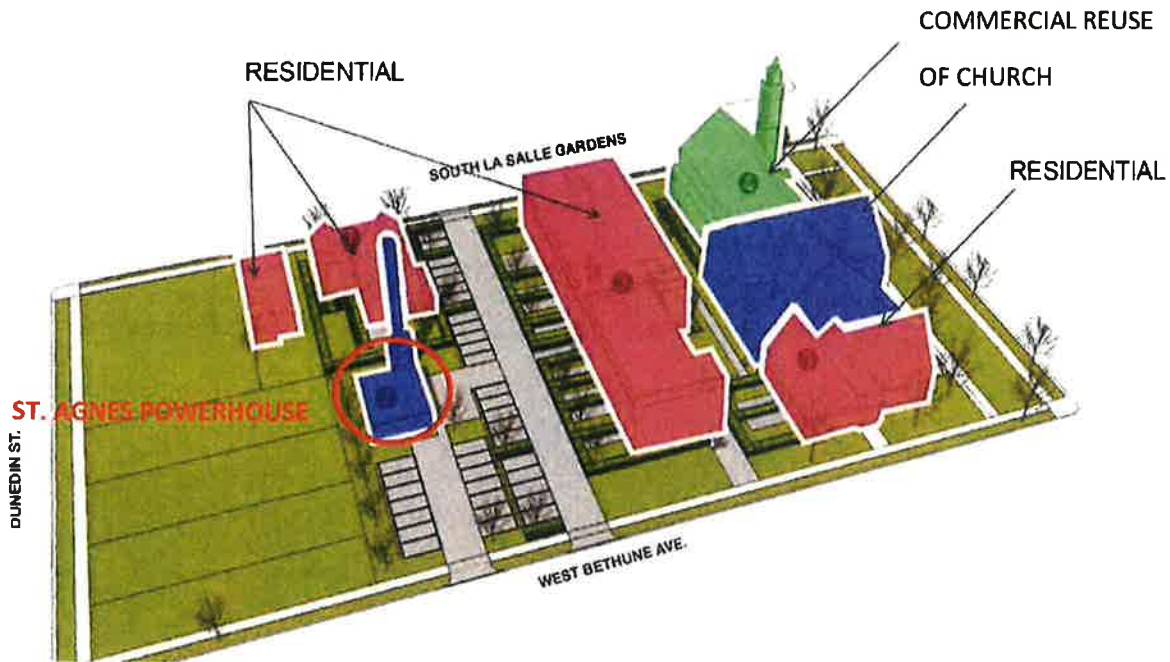 COMMERCIAL REUSE
OF CHURCH
RESIDENTIAL
SOUTH LA SALLE GARDENS
RESIDENTIAL
ST. AGNES POWERHOUSE
DUNEDIN ST.
WEST BETHUNE AVE.